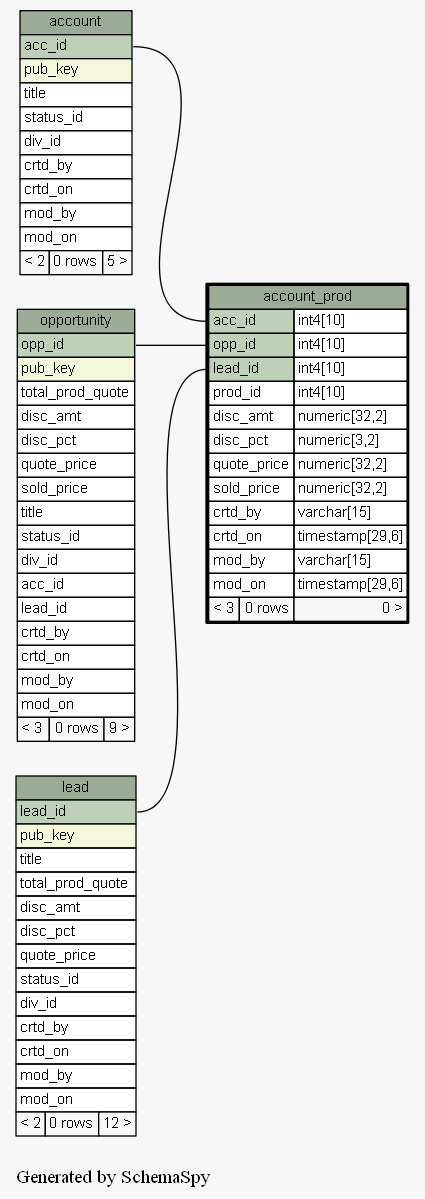 account
acc_id
pub_key
title
status_id
div_id
crtd_by
crtd_on
mod_by
mod_on
< 2 0 rows 5 >
opportunity
opp_id
pub_key
total_prod_quote
disc_amt
disc_pct
quote_price
sold_price
title
status_id
div_id
acc_id
lead_id
crtd_by
crtd_on
mod_by
mod_on
< 3 0 rows 9 >
lead
lead_id
pub_key
title
total_prod_quote
disc_amt
disc_pct
quote_price
status_id
div_id
crtd_by
crtd_on
mod_by
mod_on
< 2 0 rows 12 >
account_prod
acc_id int4[10]
opp_id int4[10]
lead_id int4[10]
prod_id int4[10]
disc_amt numeric[32,2]
disc_pct numeric[3,2]
quote_price numeric[32,2]
sold_price numeric[32,2]
crtd_by varchar[15]
crtd_on timestamp[29,6]
mod_by varchar[15]
mod_on timestamp[29,6]
< 3 0 rows 0 >
Generated by SchemaSpy